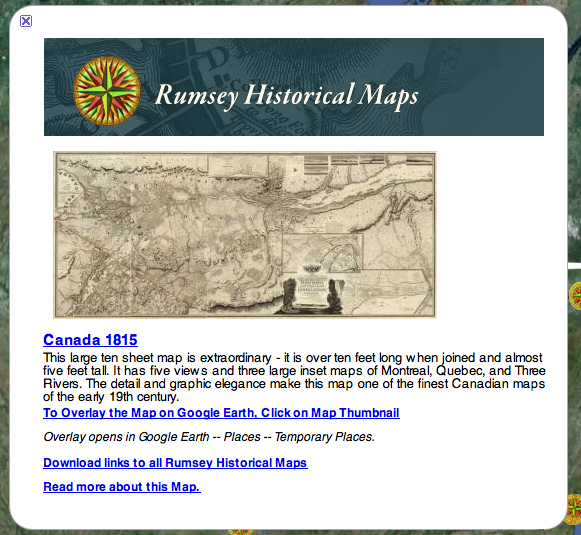 Rumsey Historical Maps
Canada 1815
This large ten sheet map is extraordinary - it is over ten feet long when joined and almost
five feet tall. It has five views and three large inset maps of Montreal, Quebec, and Three
Rivers. The detail and graphic elegance make this map one of the finest Canadian maps
of the early 19th century.
To Overlay the Map on Google Earth, Click on Map Thumbnail
Overlay opens in Google Earth -- Places -- Temporary Places.
Download links to all Rumsey Historical Maps
Read more about this Map.